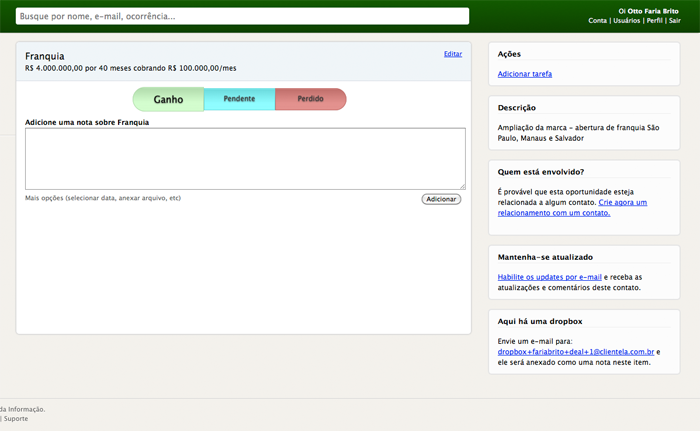 Busque por nome, e-mail, ocorrência...
Oi Otto Faria Brito
Conta | Usuários | Perfil | Sair
Franquia
Editar
R$ 4.000.000,00 por 40 meses cobrando R$ 100.000,00/mes
Ganho
Pendente
Perdido
Adicione uma nota sobre Franquia
Mais opções (selecionar data, anexar arquivo, etc)
Adicionar
Ações
Adicionar tarefa
Descrição
Ampliação da marca - abertura de franquia São
Paulo, Manaus e Salvador
Quem está envolvido?
É provável que esta oportunidade esteja
relacionada a algum contato. Crie agora um
relacionamento com um contato.
Mantenha-se atualizado
Habilite os updates por e-mail e receba as
atualizações e comentários deste contato.
Aqui há uma dropbox
Envie um e-mail para:
dropbox+fariabrito+deal+1@clientela.com.br e
ele será anexado como uma nota neste item.
da Informação.
| Suporte